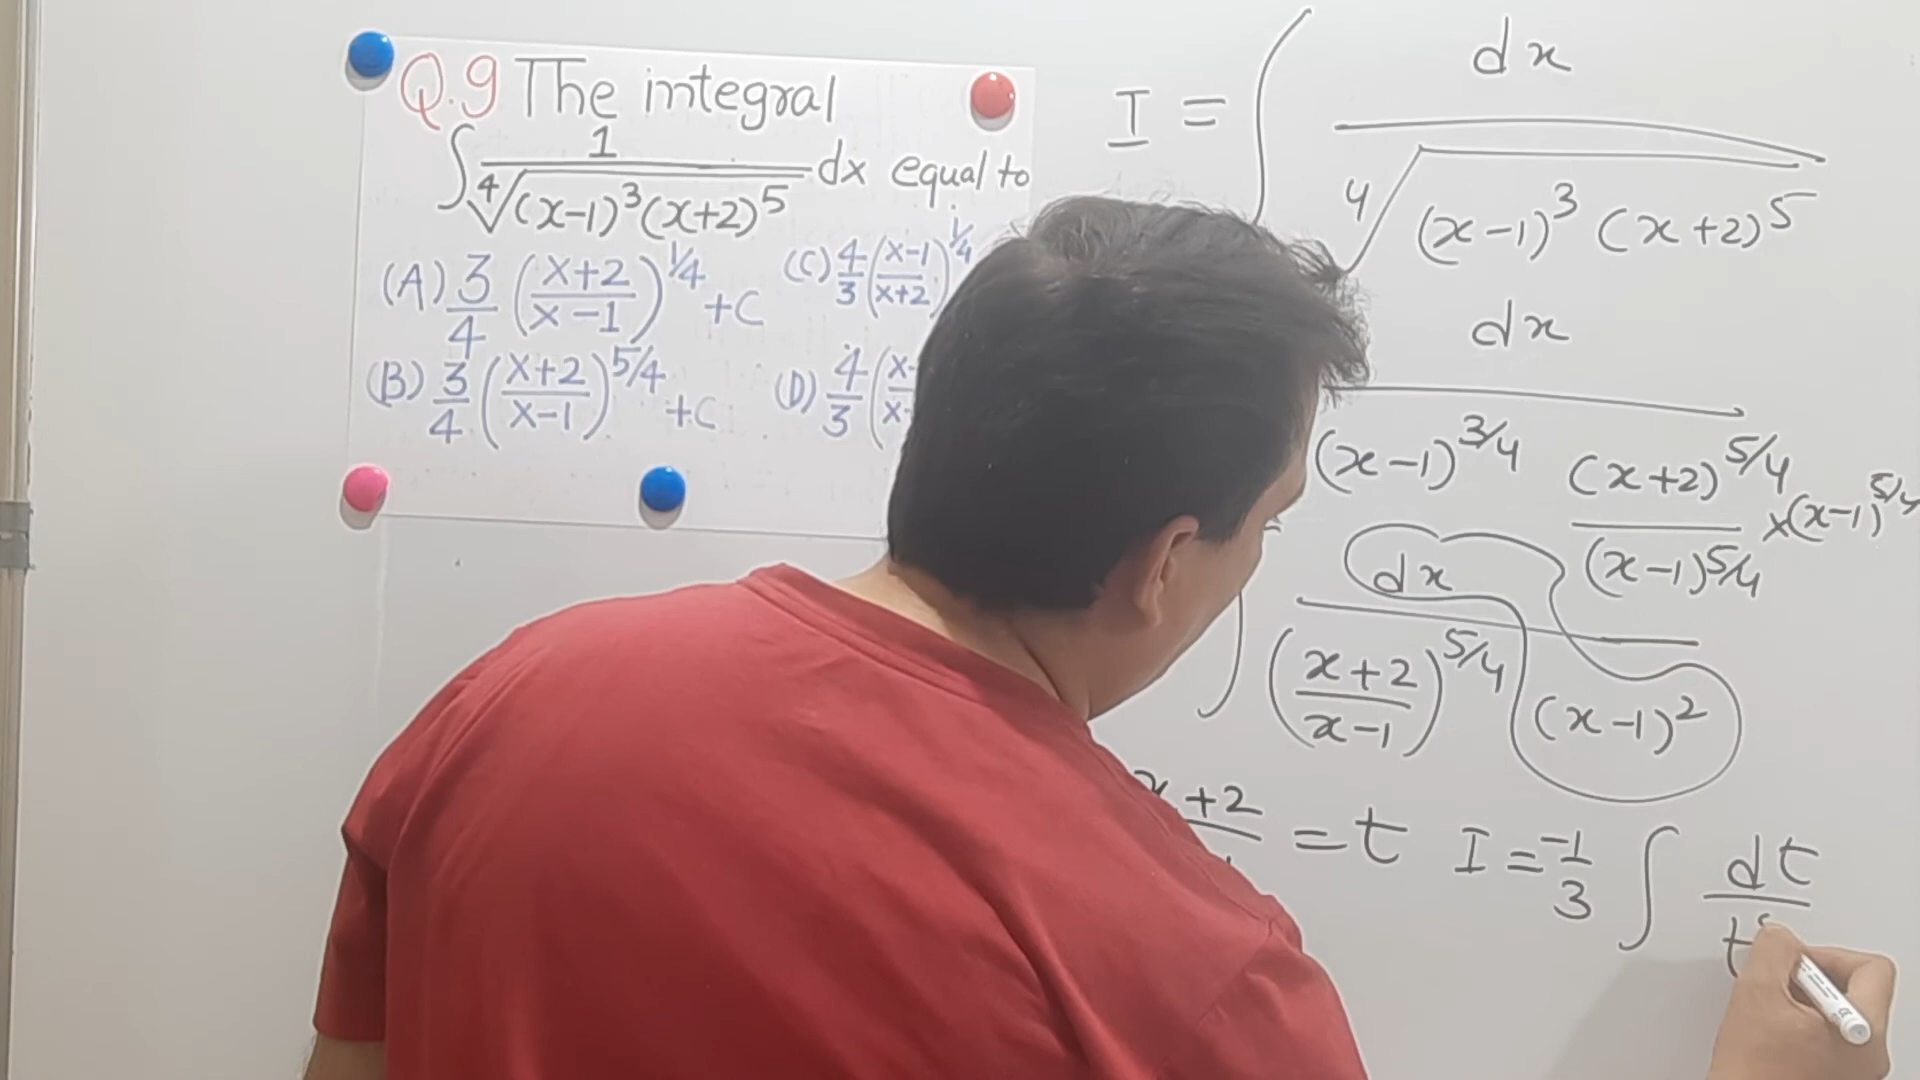 Q.9 The integral
∫ 1/∜((x-1)³(x+2)⁵) dx equal to
(A) 3/4 ((x+2)/(x-1))^1/4 +C
(C) 4/3 ((x-1)/(x+2))^1/4
(B) 3/4 ((x+2)/(x-1))^5/4 +C
(D) 4/3 (x-/x-
I = ∫ dx/∜((x-1)³ (x+2)⁵)
dx
(x-1)^3/4 (x+2)^5/4/(x-1)^5/4 ×(x-1)^5/4
∫ dx/(((x+2)/(x-1))^5/4 (x-1)²)
x+2 = t
I = -1/3 ∫ dt/t